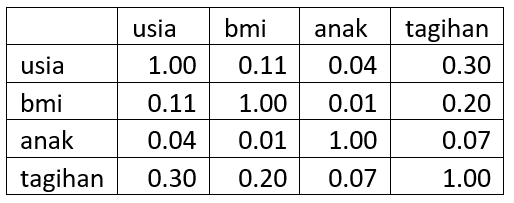 usia bmi anak tagihan
usia 1.00 0.11 0.04 0.30
bmi 0.11 1.00 0.01 0.20
anak 0.04 0.01 1.00 0.07
tagihan 0.30 0.20 0.07 1.00